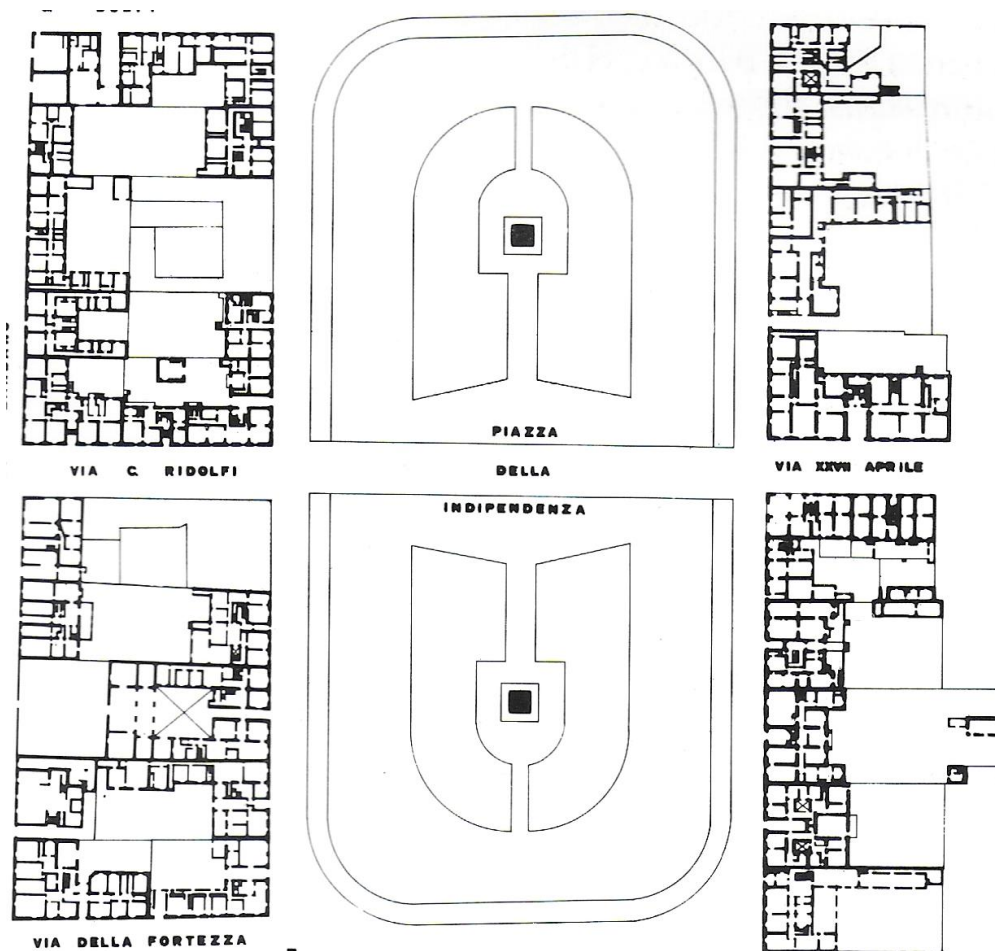 PIAZZA
VIA C. RIDOLFI
DELLA
VIA XXVII APRILE
INDIPENDENZA
VIA DELLA FORTEZZA